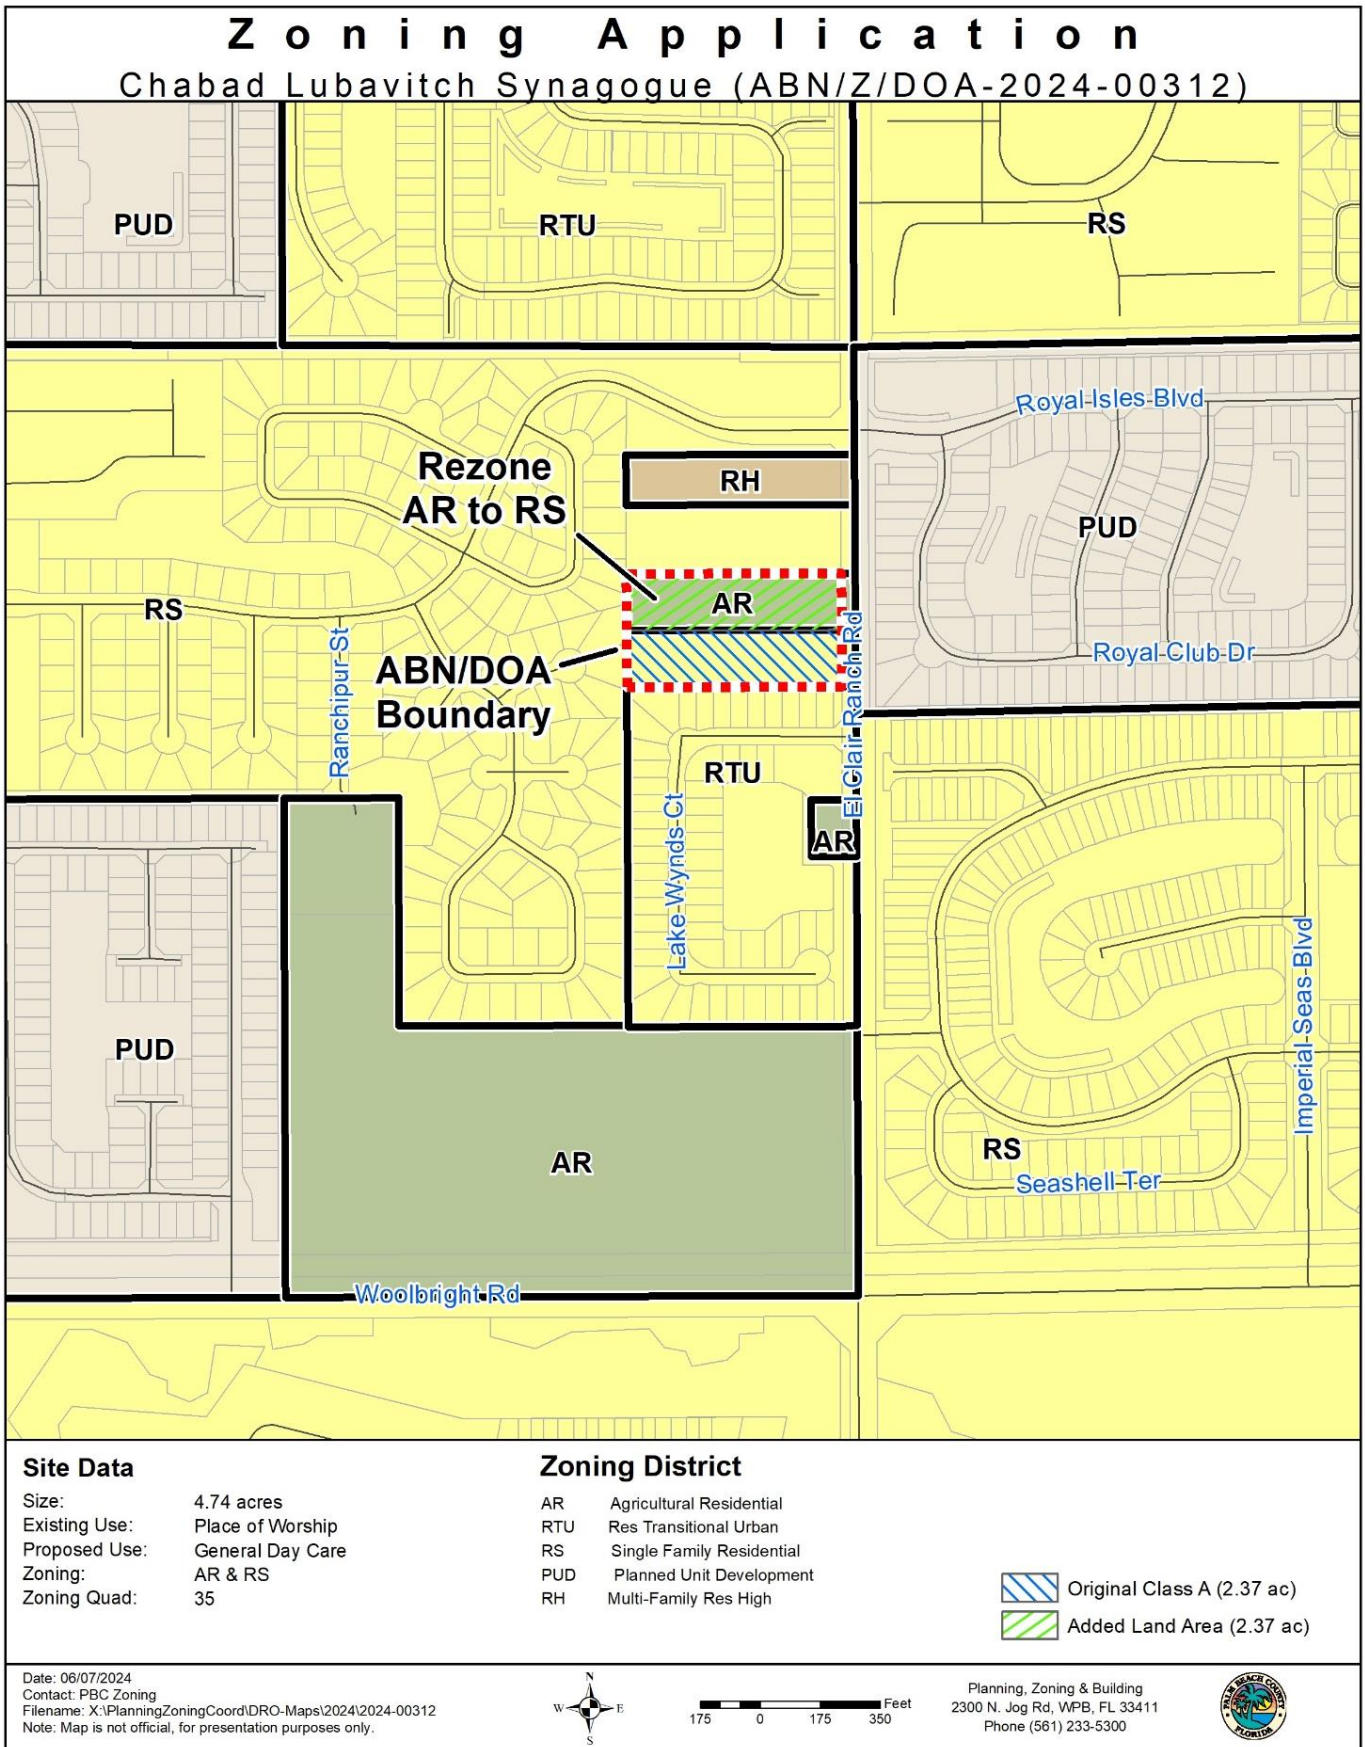 Zoning Application
Chabad Lubavitch Synagogue (ABN/Z/DOA-2024-00312)
PUD
RTU
RS
Royal Isles Blvd
Rezone
AR to RS
RH
PUD
AR
RS
Ranchipur St
ABN/DOA
Boundary
El Clair Ranch Rd
Royal Club Dr
RTU
Lake Wynds Ct
AR
Imperial Seas Blvd
PUD
RS
AR
Seashell Ter
Woolbright Rd
Site Data
Size: 4.74 acres
Existing Use: Place of Worship
Proposed Use: General Day Care
Zoning: AR & RS
Zoning Quad: 35
Zoning District
AR Agricultural Residential
RTU Res Transitional Urban
RS Single Family Residential
PUD Planned Unit Development
RH Multi-Family Res High
Original Class A (2.37 ac)
Added Land Area (2.37 ac)
Date: 06/07/2024
Contact: PBC Zoning
Filename: X:\PlanningZoningCoord\DRO-Maps\2024\2024-00312
Note: Map is not official, for presentation purposes only.
N
W E
S
Feet
175 0 175 350
Planning, Zoning & Building
2300 N. Jog Rd, WPB, FL 33411
Phone (561) 233-5300
PALM BEACH COUNTY
FLORIDA